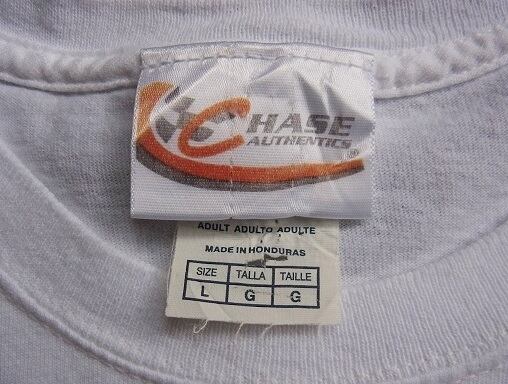 CHASE
AUTHENTICS®
ADULT ADULTO ADULTE
MADE IN HONDURAS
SIZE TALLA TAILLE
L G G